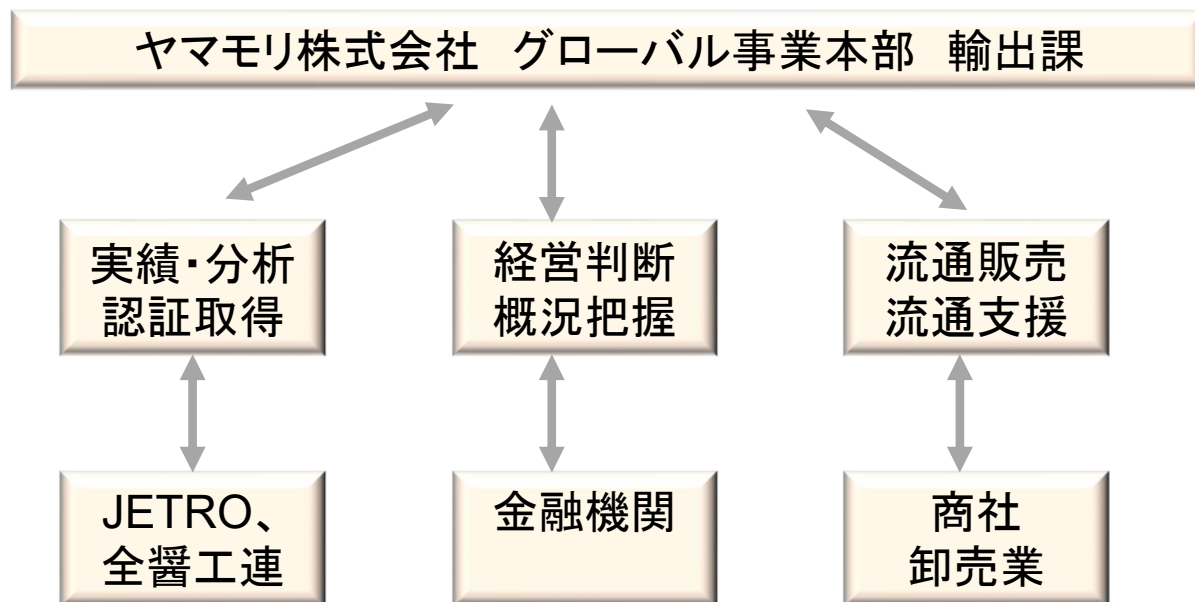 ヤマモリ株式会社　グローバル事業本部　輸出課
実績・分析
認証取得
経営判断
概況把握
流通販売
流通支援
JETRO、
全醤工連
金融機関
商社
卸売業